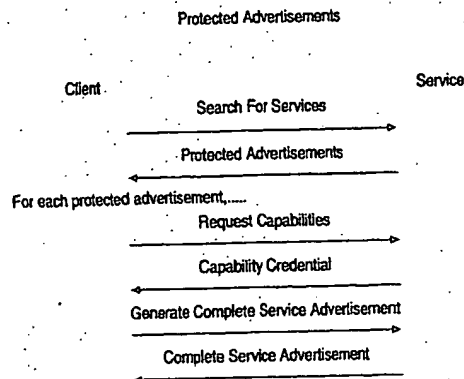 Protected Advertisements
Client
Service
Search For Services
Protected Advertisements
For each protected advertisement,.....
Request Capabilities
Capability Credential
Generate Complete Service Advertisement
Complete Service Advertisement